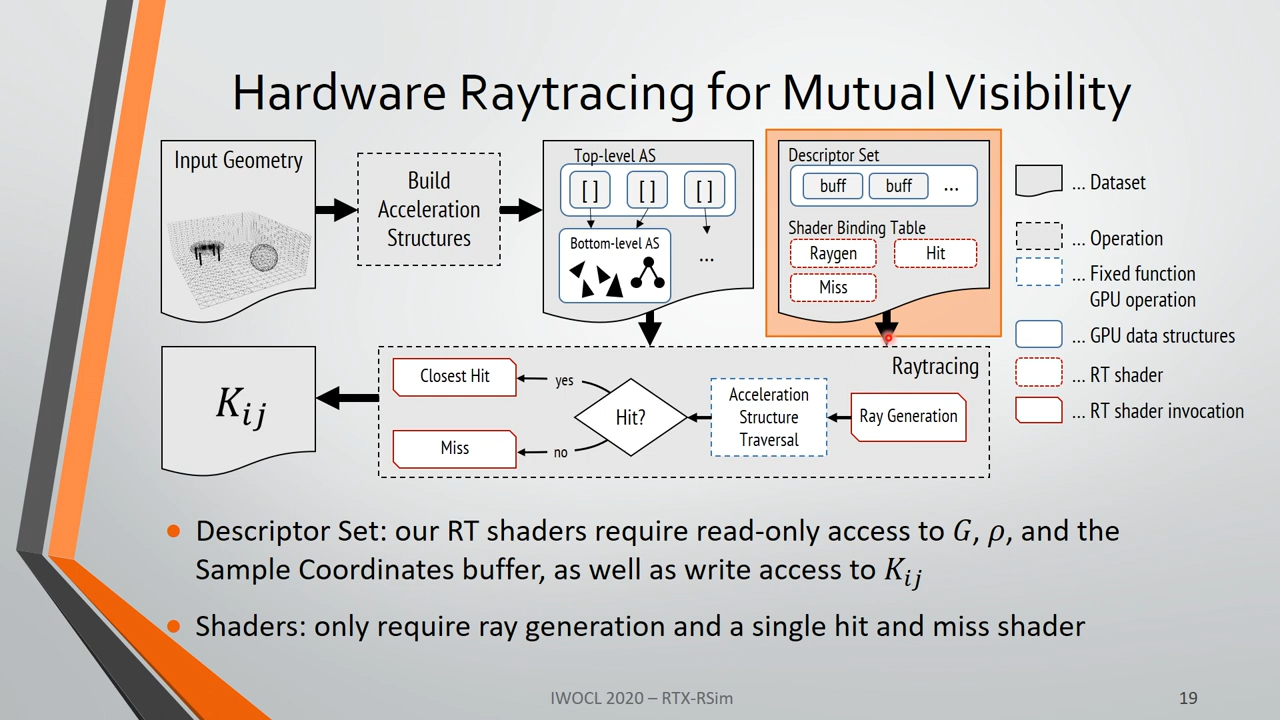 Hardware Raytracing for Mutual Visibility
Input Geometry
Build
Acceleration
Structures
Top-level AS
[ ] [ ] [ ]
Bottom-level AS
...
Descriptor Set
buff buff ...
Shader Binding Table
Raygen Hit
Miss
... Dataset
... Operation
... Fixed function
GPU operation
... GPU data structures
... RT shader
... RT shader invocation
K_{ij}
Raytracing
Closest Hit
yes
Hit?
no
Miss
Acceleration
Structure
Traversal
Ray Generation
• Descriptor Set: our RT shaders require read-only access to G, ρ, and the
Sample Coordinates buffer, as well as write access to K_{ij}
• Shaders: only require ray generation and a single hit and miss shader
IWOCL 2020 – RTX-RSim
19